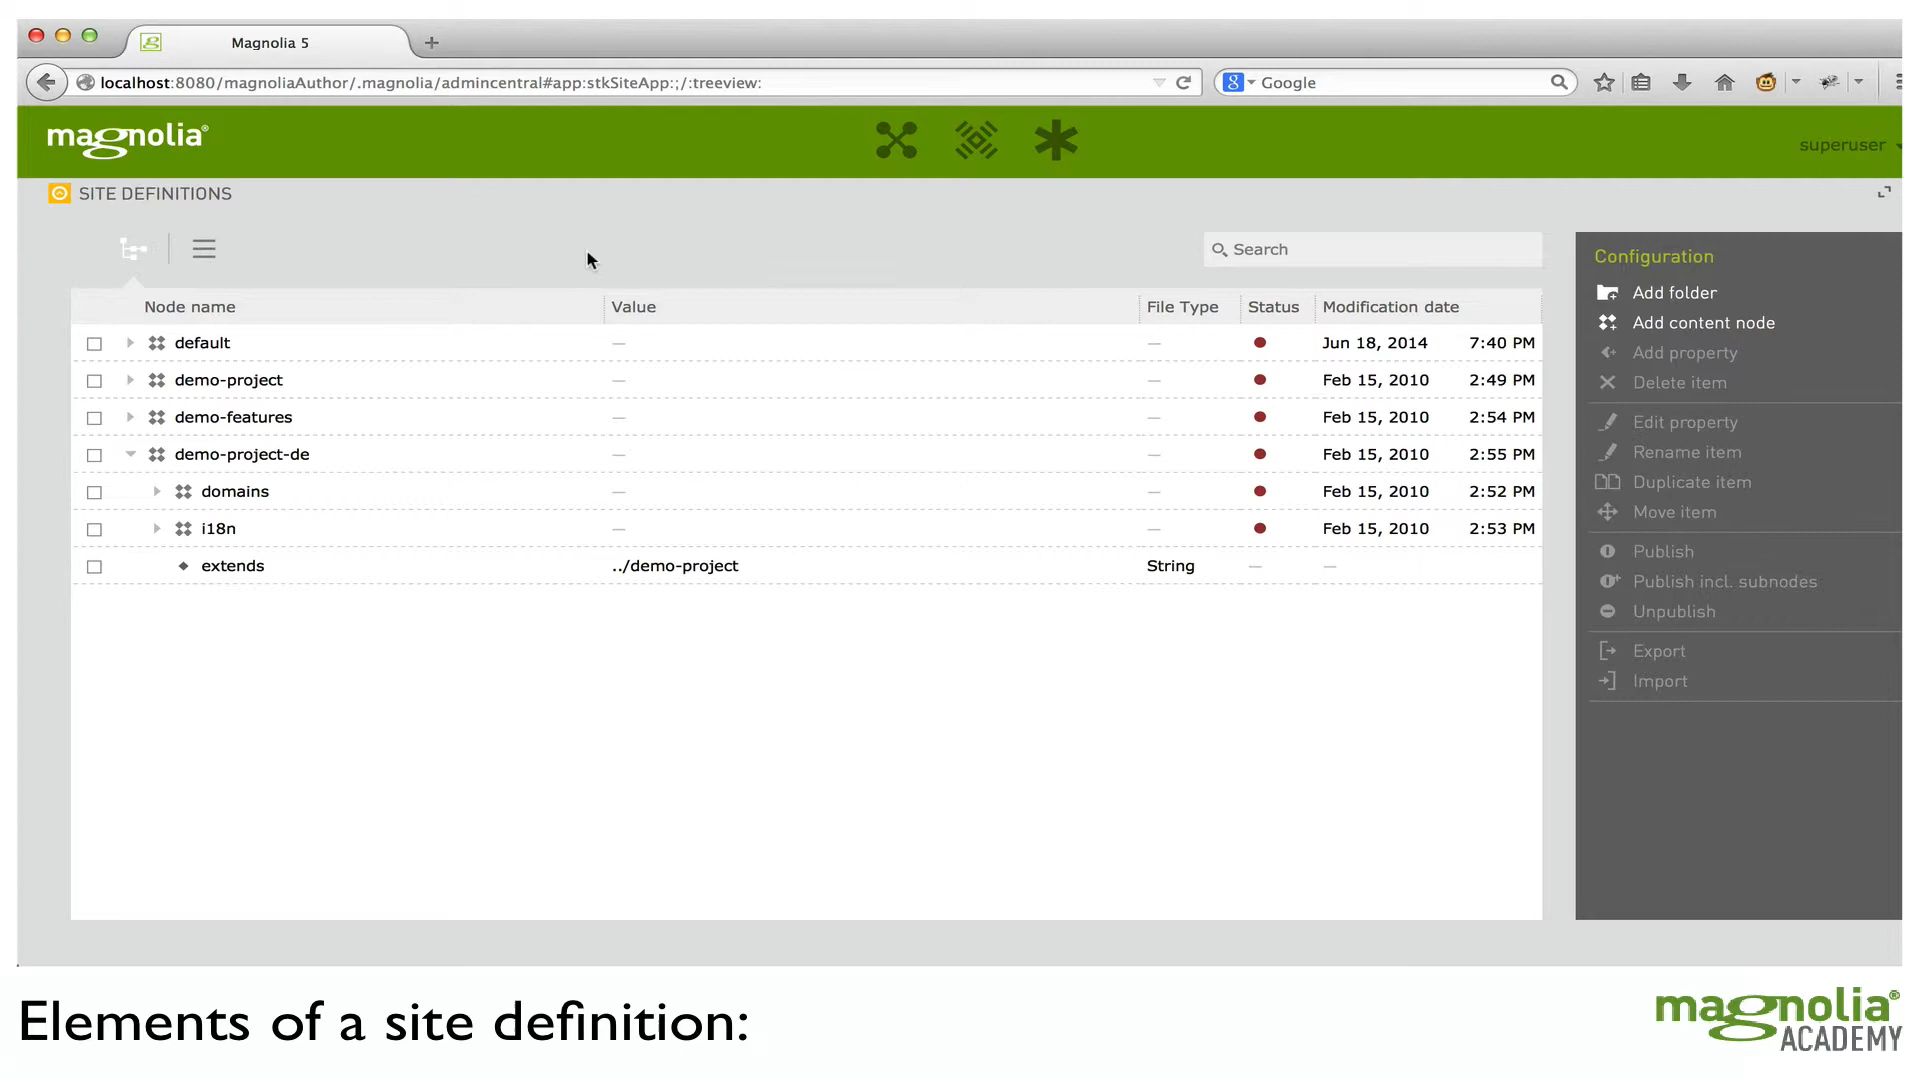 Magnolia 5
localhost:8080/magnoliaAuthor/.magnolia/admincentral#app:stkSiteApp:;/:treeview:
Google
magnolia®
superuser
SITE DEFINITIONS
Search
Node name Value File Type Status Modification date
default — — Jun 18, 2014 7:40 PM
demo-project — — Feb 15, 2010 2:49 PM
demo-features — — Feb 15, 2010 2:54 PM
demo-project-de — — Feb 15, 2010 2:55 PM
domains — — Feb 15, 2010 2:52 PM
i18n — — Feb 15, 2010 2:53 PM
extends ../demo-project String — —
Configuration
Add folder
Add content node
Add property
Delete item
Edit property
Rename item
Duplicate item
Move item
Publish
Publish incl. subnodes
Unpublish
Export
Import
Elements of a site definition:
magnolia®
ACADEMY